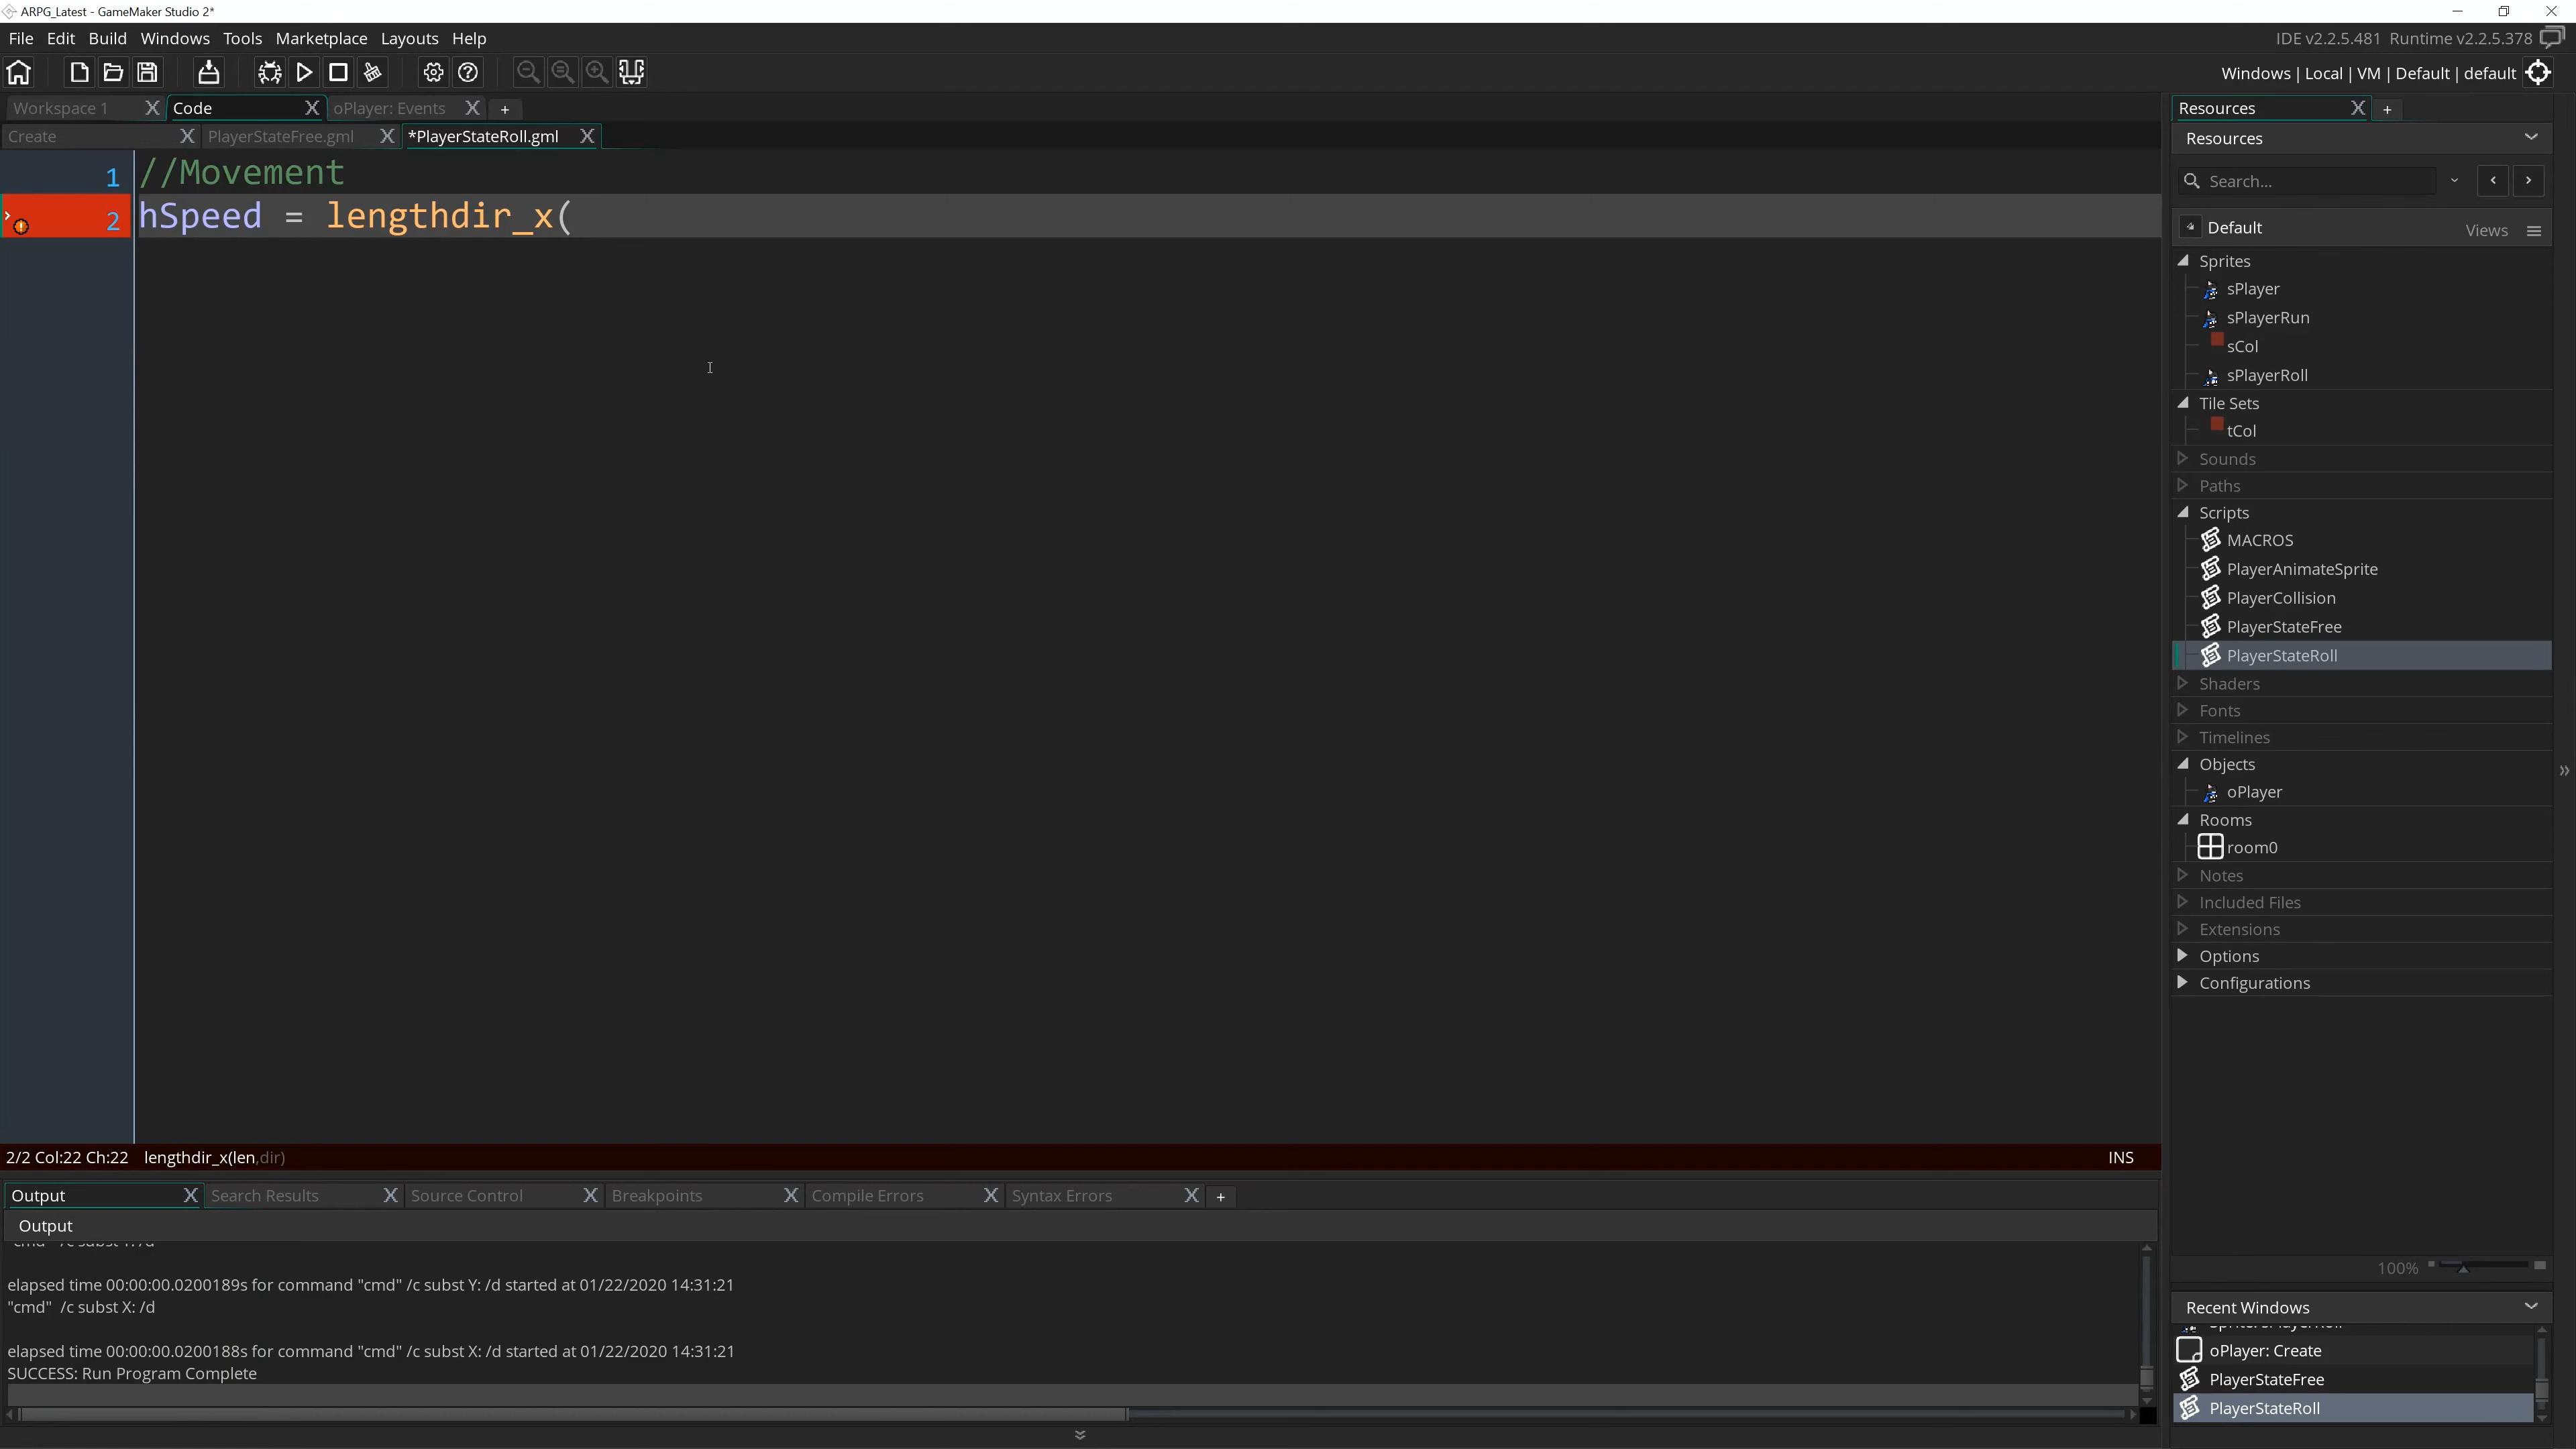 ARPG_Latest - GameMaker Studio 2*
File Edit Build Windows Tools Marketplace Layouts Help
IDE v2.2.5.481 Runtime v2.2.5.378
Windows | Local | VM | Default | default
Workspace 1 X Code X oPlayer: Events X +
Create X PlayerStateFree.gml X *PlayerStateRoll.gml X
1 //Movement
2 hSpeed = lengthdir_x(
2/2 Col:22 Ch:22 lengthdir_x(len,dir) INS
Output X Search Results X Source Control X Breakpoints X Compile Errors X Syntax Errors X +
Output
"cmd" /c subst Y: /d
elapsed time 00:00:00.0200189s for command "cmd" /c subst Y: /d started at 01/22/2020 14:31:21
"cmd" /c subst X: /d
elapsed time 00:00:00.0200188s for command "cmd" /c subst X: /d started at 01/22/2020 14:31:21
SUCCESS: Run Program Complete
Resources X +
Resources
Search...
Default Views
Sprites
sPlayer
sPlayerRun
sCol
sPlayerRoll
Tile Sets
tCol
Sounds
Paths
Scripts
MACROS
PlayerAnimateSprite
PlayerCollision
PlayerStateFree
PlayerStateRoll
Shaders
Fonts
Timelines
Objects
oPlayer
Rooms
room0
Notes
Included Files
Extensions
Options
Configurations
100%
Recent Windows
Sprite: sPlayerRoll
oPlayer: Create
PlayerStateFree
PlayerStateRoll